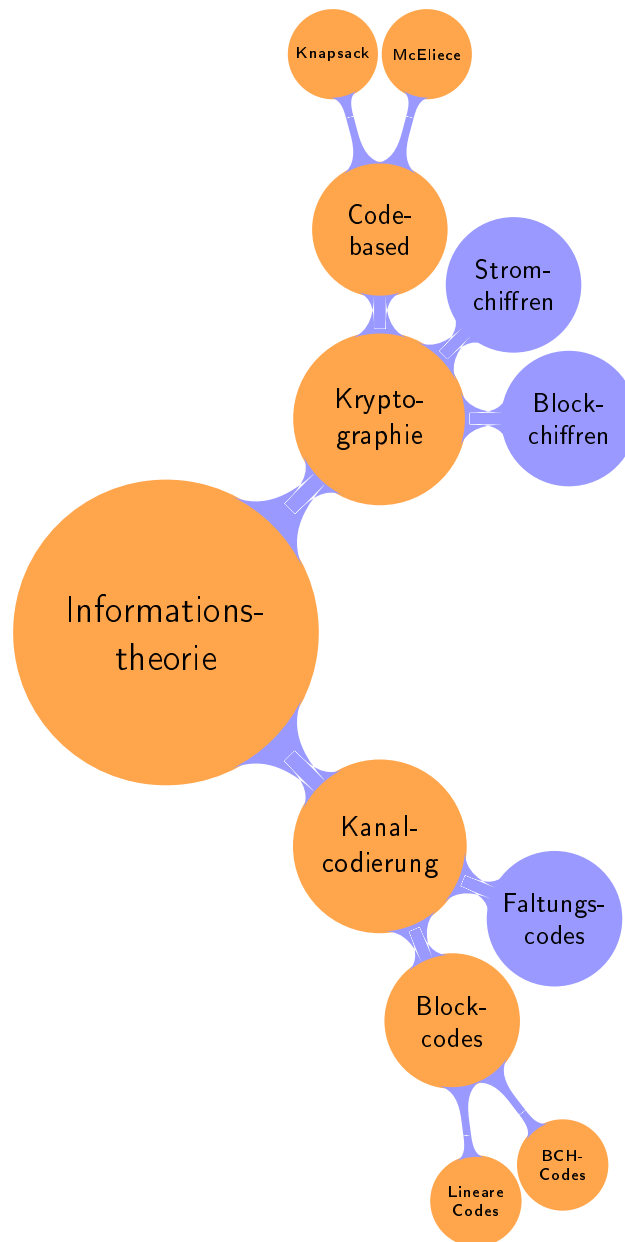 Knapsack
McEliece
Code-
based
Strom-
chiffren
Krypto-
graphie
Block-
chiffren
Informations-
theorie
Kanal-
codierung
Faltungs-
codes
Block-
codes
BCH-
Codes
Lineare
Codes